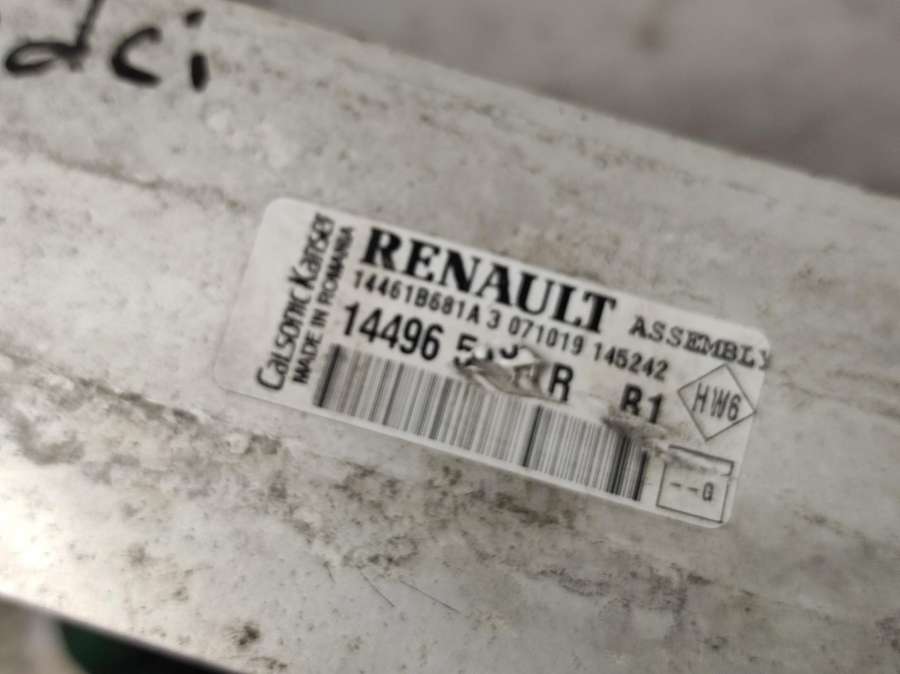 dci
Calsonic Kansei
MADE IN ROMANIA
RENAULT
ASSEMBLY
14461B681A 3 071019 145242
14496
R
B1
HW6
--G